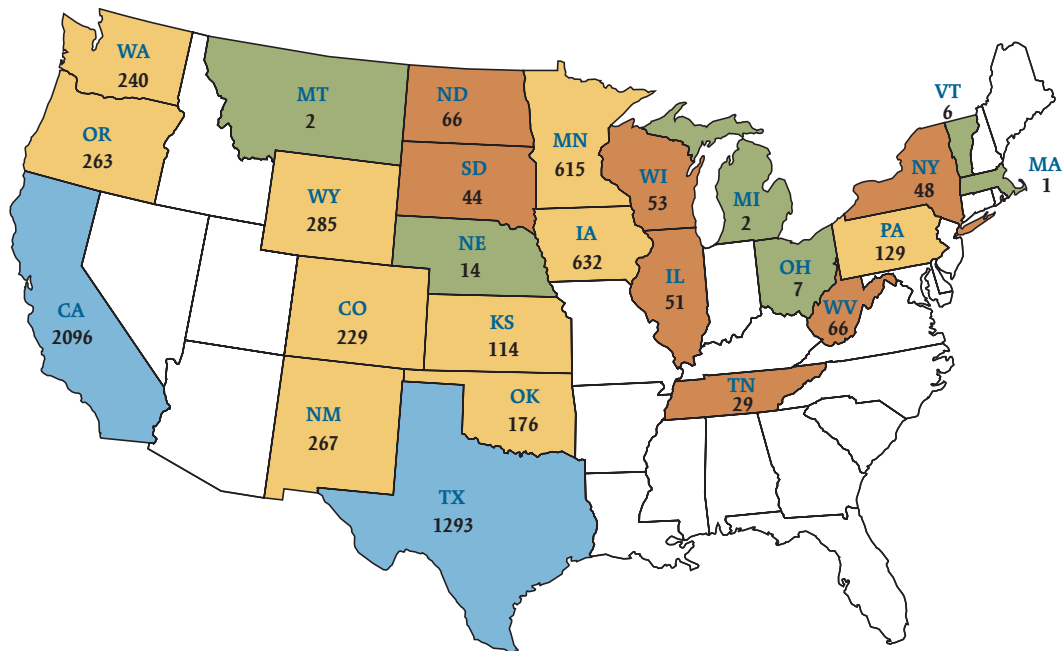 WA
240
OR
263
CA
2096
MT
2
WY
285
CO
229
NM
267
ND
66
SD
44
NE
14
KS
114
OK
176
TX
1293
MN
615
IA
632
WI
53
IL
51
MI
2
OH
7
WV
66
TN
29
PA
129
NY
48
VT
6
MA
1